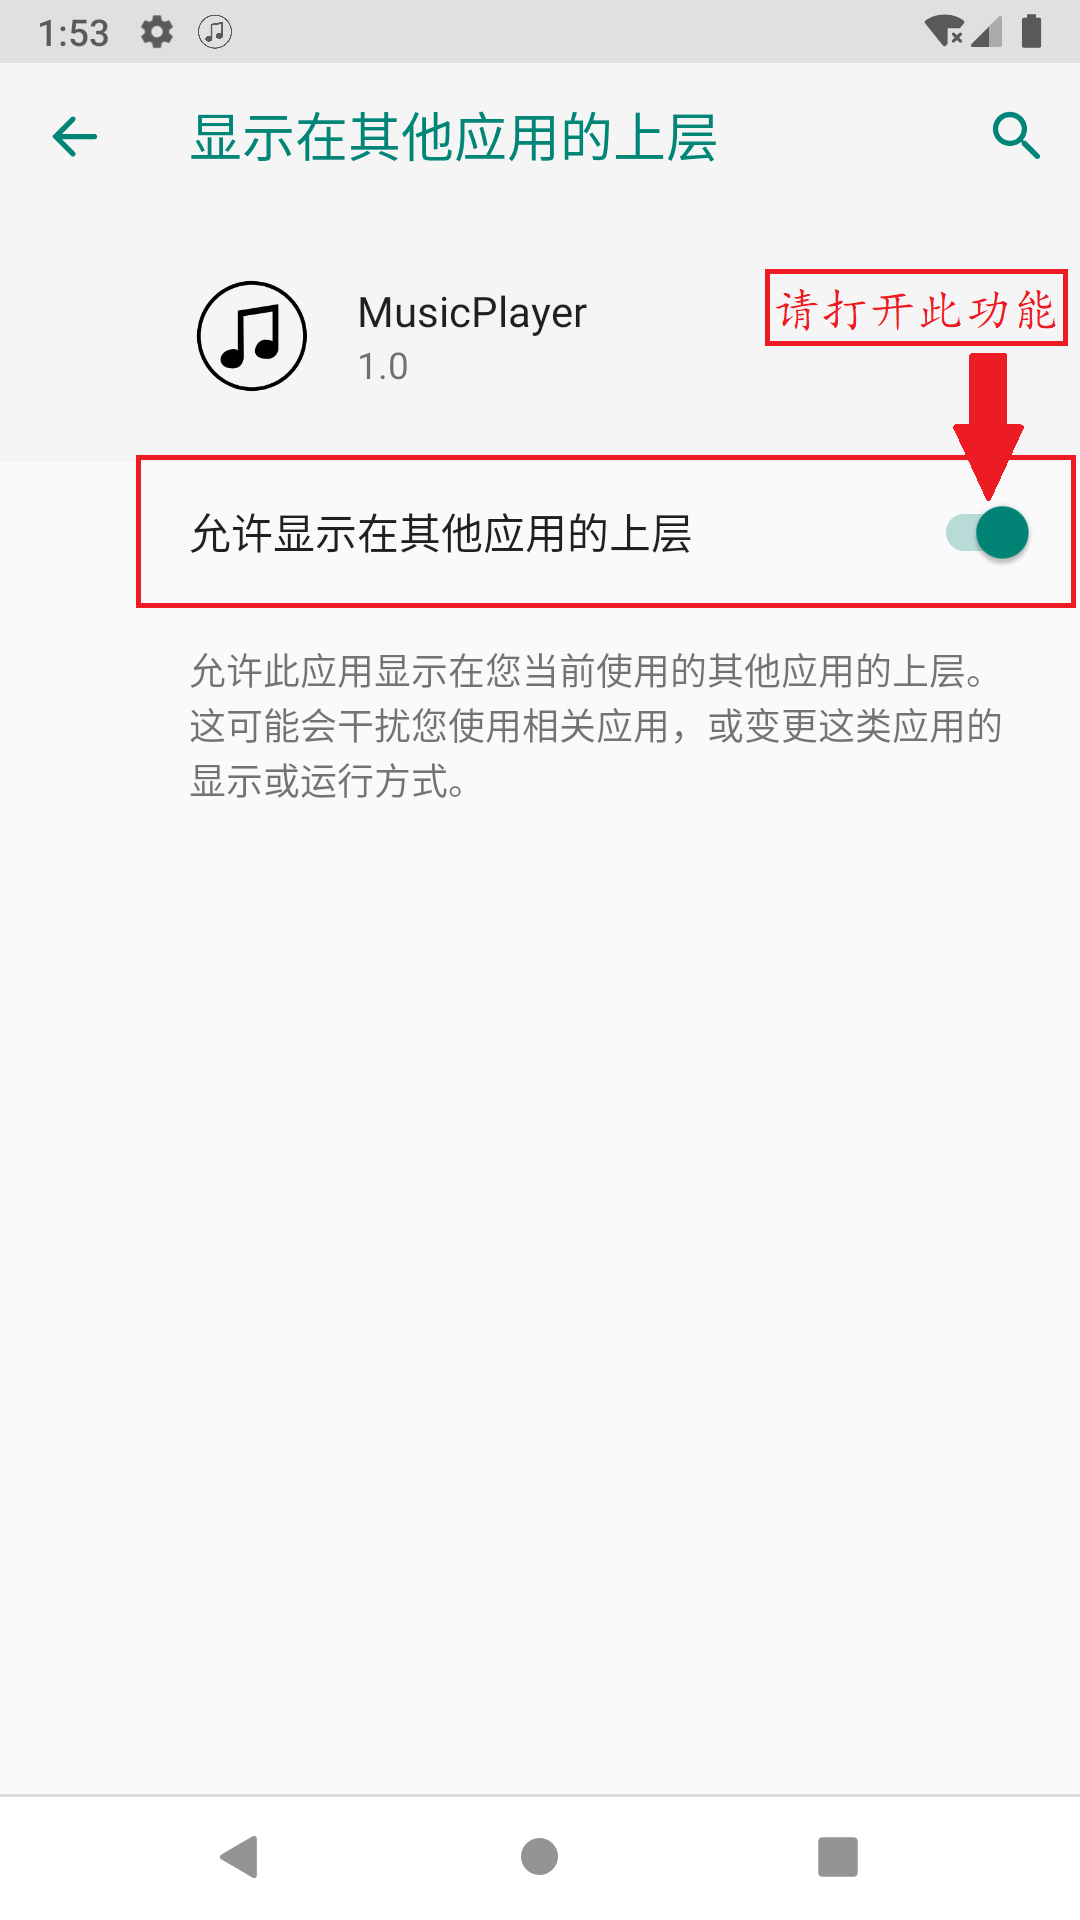 1:53
显示在其他应用的上层
MusicPlayer
1.0
请打开此功能
允许显示在其他应用的上层
允许此应用显示在您当前使用的其他应用的上层。
这可能会干扰您使用相关应用，或变更这类应用的
显示或运行方式。